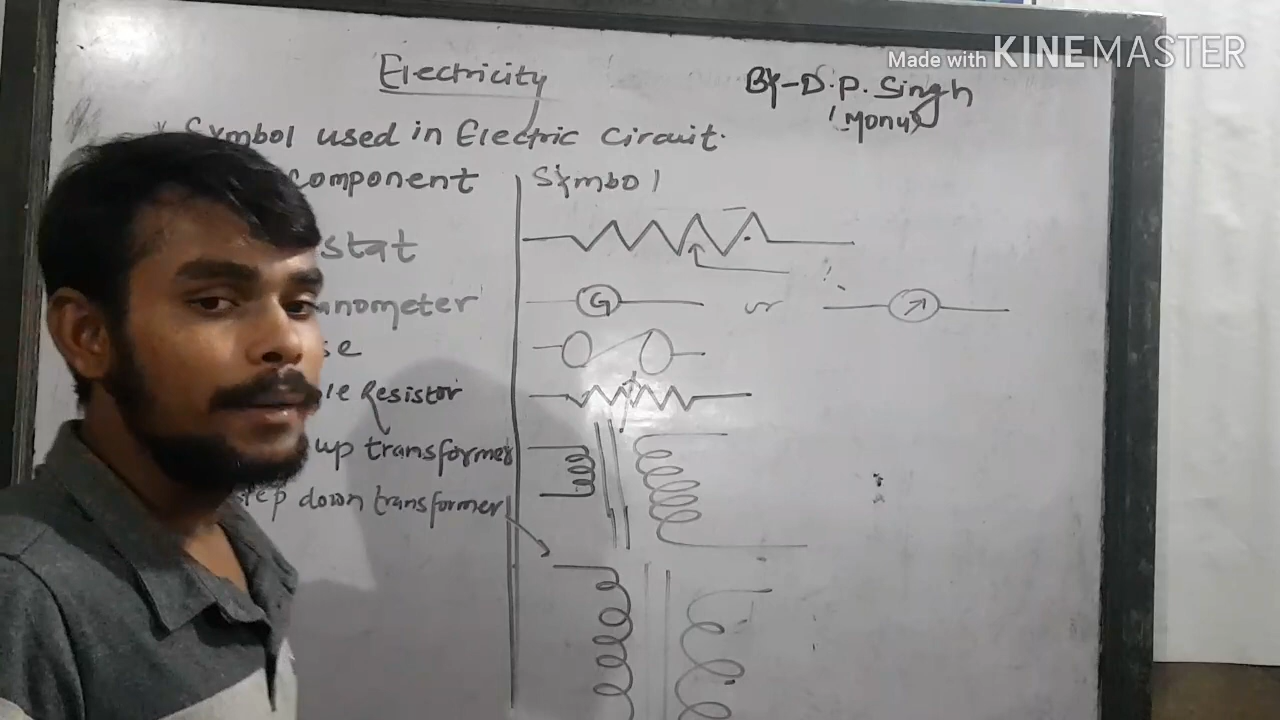 Made with KINEMASTER
Electricity
By-D.P. Singh
(Monu)
* Symbol used in Electric Circuit.
component Symbol
stat
nometer G or
se
le Resistor
up transformer
tep down transformer